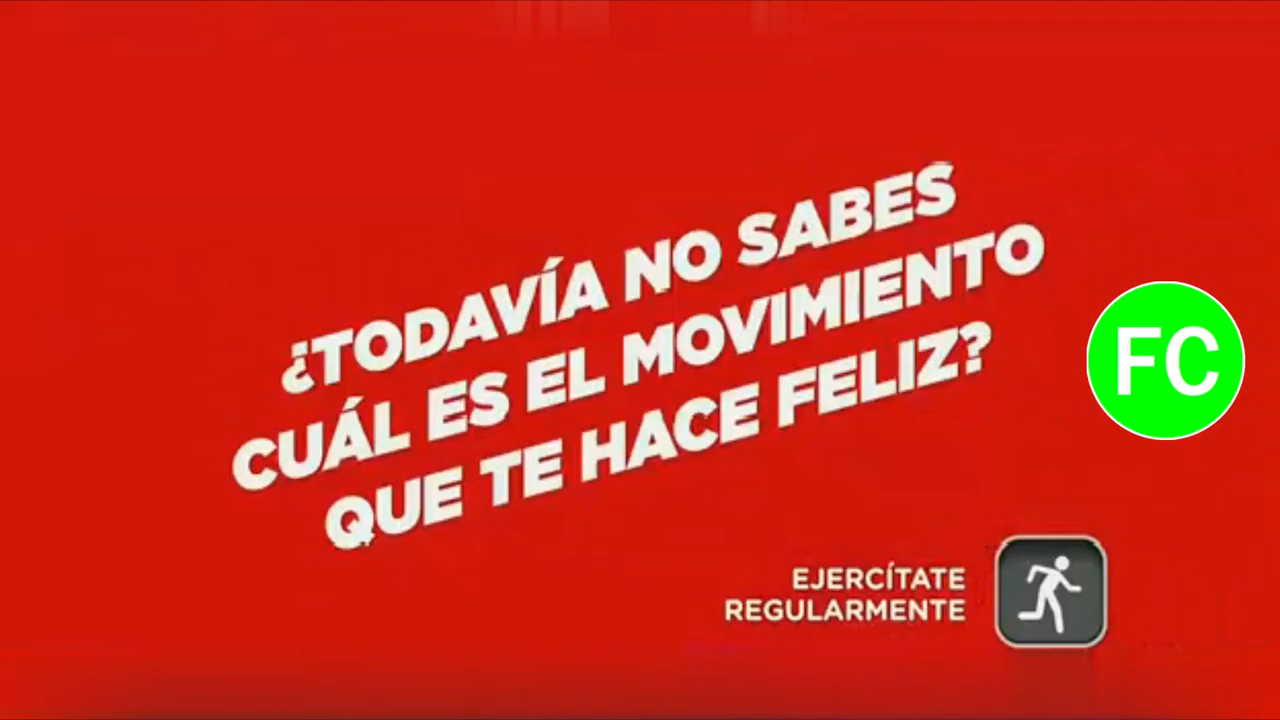 ¿TODAVÍA NO SABES
CUÁL ES EL MOVIMIENTO
QUE TE HACE FELIZ?
FC
EJERCÍTATE
REGULARMENTE